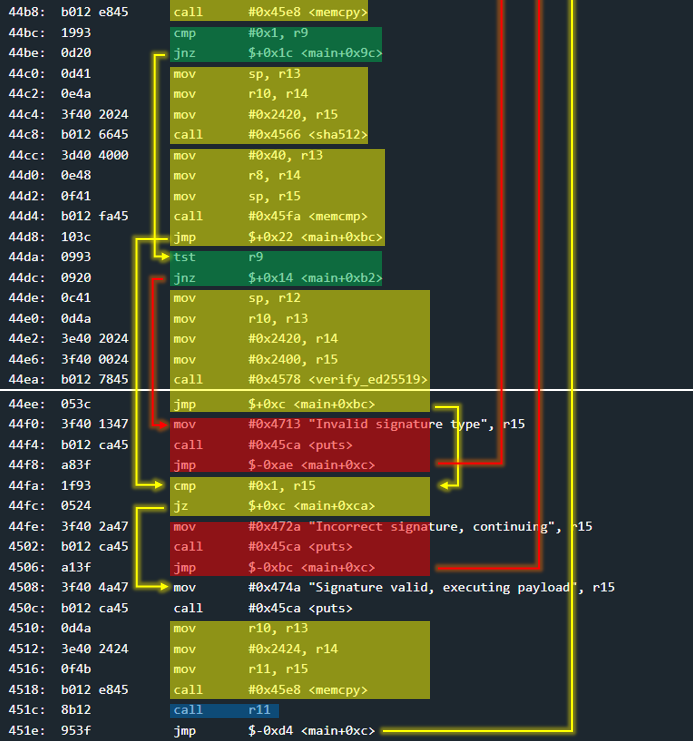 44b8: b012 e845 call #0x45e8 <memcpy>
44bc: 1993 cmp #0x1, r9
44be: 0d20 jnz $+0x1c <main+0x9c>
44c0: 0d41 mov sp, r13
44c2: 0e4a mov r10, r14
44c4: 3f40 2024 mov #0x2420, r15
44c8: b012 6645 call #0x4566 <sha512>
44cc: 3d40 4000 mov #0x40, r13
44d0: 0e48 mov r8, r14
44d2: 0f41 mov sp, r15
44d4: b012 fa45 call #0x45fa <memcmp>
44d8: 103c jmp $+0x22 <main+0xbc>
44da: 0993 tst r9
44dc: 0920 jnz $+0x14 <main+0xb2>
44de: 0c41 mov sp, r12
44e0: 0d4a mov r10, r13
44e2: 3e40 2024 mov #0x2420, r14
44e6: 3f40 0024 mov #0x2400, r15
44ea: b012 7845 call #0x4578 <verify_ed25519>
44ee: 053c jmp $+0xc <main+0xbc>
44f0: 3f40 1347 mov #0x4713 "Invalid signature type", r15
44f4: b012 ca45 call #0x45ca <puts>
44f8: a83f jmp $-0xae <main+0xc>
44fa: 1f93 cmp #0x1, r15
44fc: 0524 jz $+0xc <main+0xca>
44fe: 3f40 2a47 mov #0x472a "Incorrect signature, continuing", r15
4502: b012 ca45 call #0x45ca <puts>
4506: a13f jmp $-0xbc <main+0xc>
4508: 3f40 4a47 mov #0x474a "Signature valid, executing payload", r15
450c: b012 ca45 call #0x45ca <puts>
4510: 0d4a mov r10, r13
4512: 3e40 2424 mov #0x2424, r14
4516: 0f4b mov r11, r15
4518: b012 e845 call #0x45e8 <memcpy>
451c: 8b12 call r11
451e: 953f jmp $-0xd4 <main+0xc>